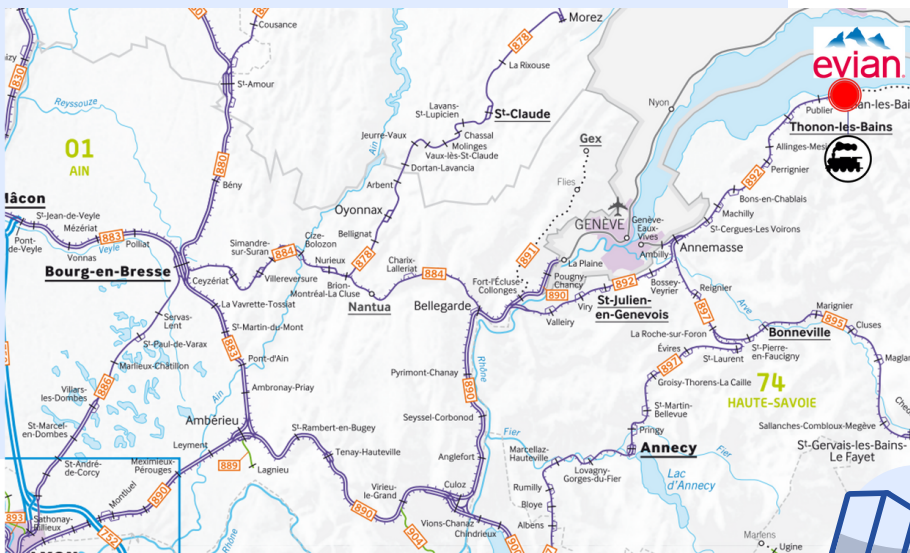 Cousance
Morez
878
La Rixouse
evian
830
St-Amour
Nyon
Publier
Reyssouze
Lavans-
St-Lupicien
St-Claude
Thonon-les-Bains
01
AIN
Jeurre-Vaux
Chassal
Molinges
Vaux-lès-St-Claude
Dortan-Lavancia
Gex
Allinges-Mesi
Perrignier
880
Ain
Flies
892
Bény
Arbent
Bons-en-Chablais
Mâcon
Oyonnax
GENÈVE
Machilly
St-Cergues-Les Voirons
St-Jean-de-Veyle
Mézériat
883
Polliat
Simandre-
sur-Suran
Cize-
Bolozon
Bellignat
Genève-
Eaux-
Vives
Annemasse
Pont-
de-Veyle
Vonnas
Veyle
884
Nurieux
878
Charix-
Lalleriat
891
La Plaine
Ambilly
Bourg-en-Bresse
Ceyzériat
Villereversure
Brion-
Montréal-La Cluse
884
Fort-l'Écluse
Collonges
Pougny-
Chancy
892
Bossey-
Veyrier
Reignier
Arve
La Vavrette-Tossiat
Nantua
Bellegarde
890
Viry
St-Julien-
en-Genevois
Valleiry
897
Marignier
895
Cluses
Servas-
Lent
St-Martin-du-Mont
La Roche-sur-Foron
Bonneville
St-Paul-de-Varax
883
Rhône
Évires
St-Laurent
St-Pierre-
en-Faucigny
Marlieux-Châtillon
Pont-d'Ain
Pyrimont-Chanay
897
Groisy-Thorens-La Caille
74
HAUTE-SAVOIE
886
Villars-
les-Dombes
Ain
Ambronay-Priay
890
St-Martin-
Bellevue
St-Marcel-
en-Dombes
Ambérieu
Seyssel-Corbonod
Pringy
Sallanches-Combloux-Megève
Leyment
St-Rambert-en-Bugey
Fier
Annecy
St-Gervais-les-Bains-
Le Fayet
St-André-
de-Corcy
Meximieux-
Pérouges
889
Lagnieu
Tenay-Hauteville
Anglefort
Marcellaz-
Hauteville
Lovagny-
Gorges-du-Fier
Lac
d'Annecy
Fier
Montluel
890
Virieu-
le-Grand
Culoz
Rumilly
893
Sathonay-
Rillieux
890
Vions-Chanaz
Bloye
752
Rhône
904
Chindrieux
900
Albens
Marlens
Ugine